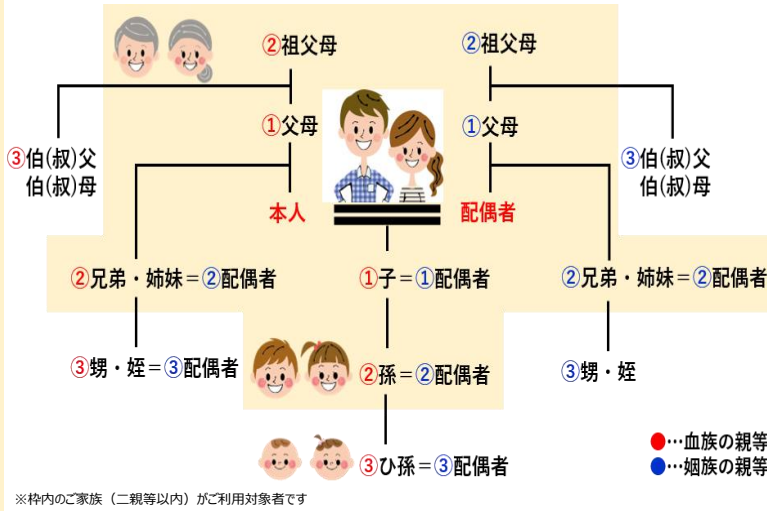 ②祖父母
②祖父母
①父母
①父母
③伯(叔)父
伯(叔)母
③伯(叔)父
伯(叔)母
本人
配偶者
②兄弟・姉妹=②配偶者
①子=①配偶者
②兄弟・姉妹=②配偶者
③甥・姪=③配偶者
②孫=②配偶者
③甥・姪
③ひ孫=③配偶者
●…血族の親等
●…姻族の親等
※枠内のご家族（二親等以内）がご利用対象者です